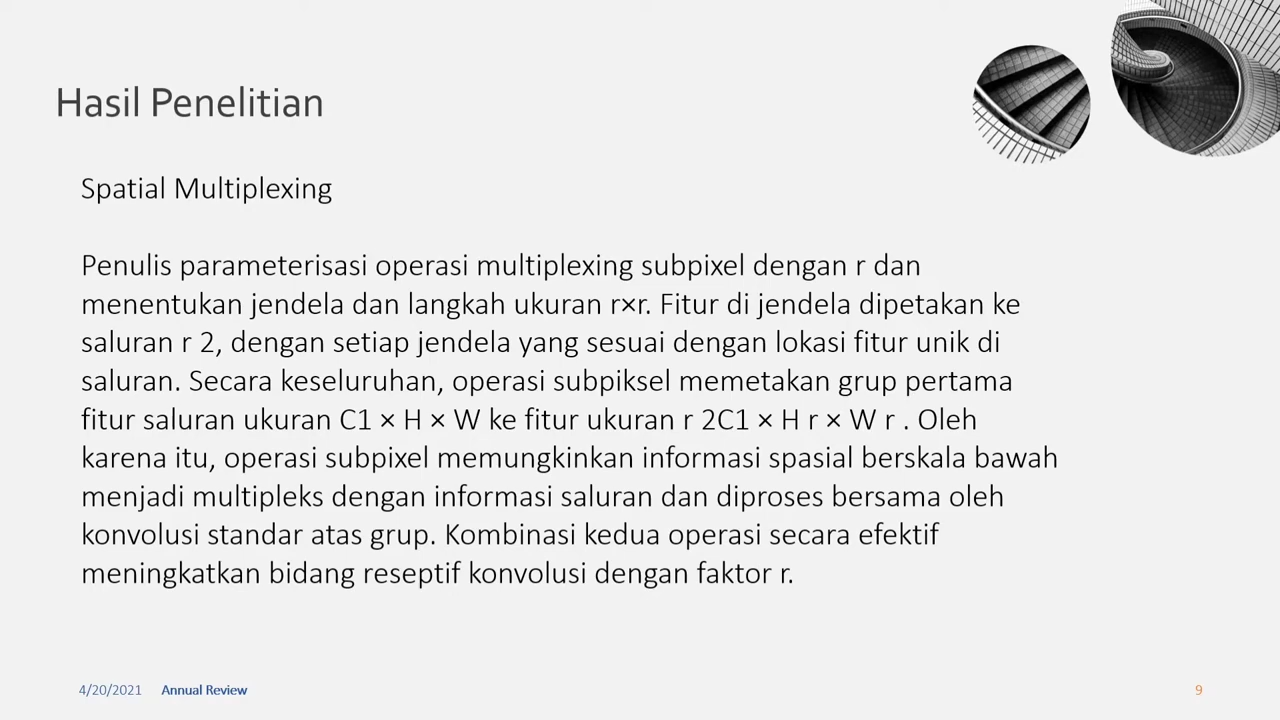 Hasil Penelitian
Spatial Multiplexing
Penulis parameterisasi operasi multiplexing subpixel dengan r dan
menentukan jendela dan langkah ukuran r×r. Fitur di jendela dipetakan ke
saluran r 2, dengan setiap jendela yang sesuai dengan lokasi fitur unik di
saluran. Secara keseluruhan, operasi subpiksel memetakan grup pertama
fitur saluran ukuran C1 × H × W ke fitur ukuran r 2C1 × H r × W r . Oleh
karena itu, operasi subpixel memungkinkan informasi spasial berskala bawah
menjadi multipleks dengan informasi saluran dan diproses bersama oleh
konvolusi standar atas grup. Kombinasi kedua operasi secara efektif
meningkatkan bidang reseptif konvolusi dengan faktor r.
4/20/2021 Annual Review 9